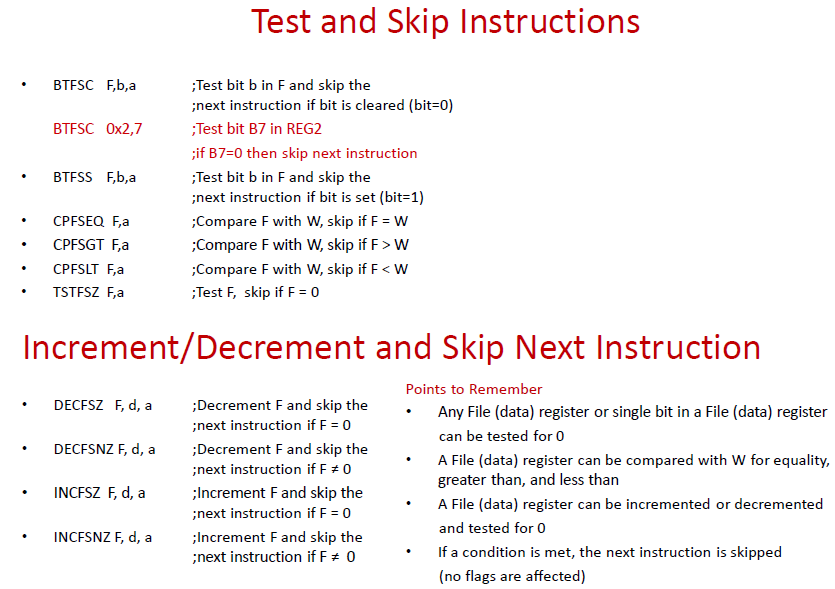 Test and Skip Instructions
• BTFSC F,b,a ;Test bit b in F and skip the
;next instruction if bit is cleared (bit=0)
BTFSC 0x2,7 ;Test bit B7 in REG2
;if B7=0 then skip next instruction
• BTFSS F,b,a ;Test bit b in F and skip the
;next instruction if bit is set (bit=1)
• CPFSEQ F,a ;Compare F with W, skip if F = W
• CPFSGT F,a ;Compare F with W, skip if F > W
• CPFSLT F,a ;Compare F with W, skip if F < W
• TSTFSZ F,a ;Test F, skip if F = 0
Increment/Decrement and Skip Next Instruction
• DECFSZ F, d, a ;Decrement F and skip the
;next instruction if F = 0
• DECFSNZ F, d, a ;Decrement F and skip the
;next instruction if F ≠ 0
• INCFSZ F, d, a ;Increment F and skip the
;next instruction if F = 0
• INCFSNZ F, d, a ;Increment F and skip the
;next instruction if F ≠ 0
Points to Remember
• Any File (data) register or single bit in a File (data) register
can be tested for 0
• A File (data) register can be compared with W for equality,
greater than, and less than
• A File (data) register can be incremented or decremented
and tested for 0
• If a condition is met, the next instruction is skipped
(no flags are affected)